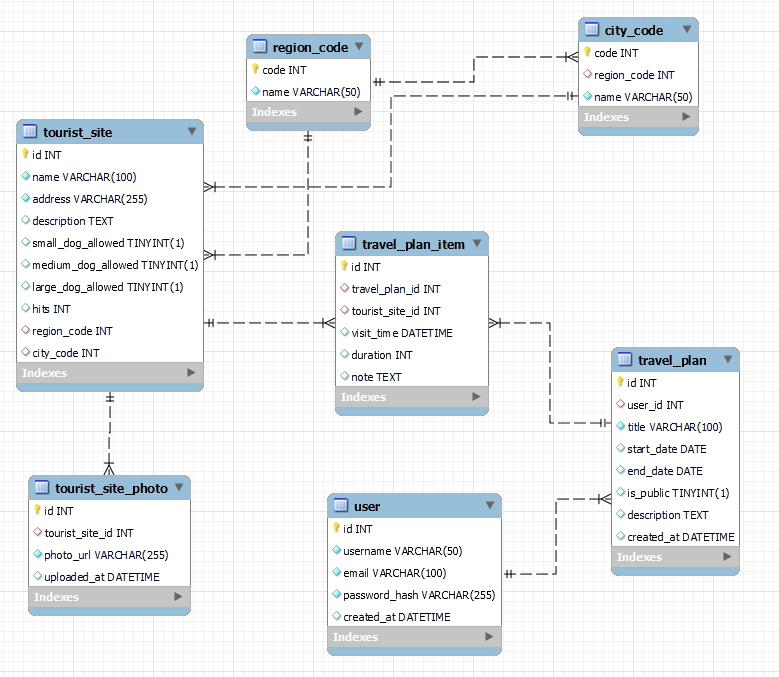 region_code
code INT
name VARCHAR(50)
Indexes
city_code
code INT
region_code INT
name VARCHAR(50)
Indexes
tourist_site
id INT
name VARCHAR(100)
address VARCHAR(255)
description TEXT
small_dog_allowed TINYINT(1)
medium_dog_allowed TINYINT(1)
large_dog_allowed TINYINT(1)
hits INT
region_code INT
city_code INT
Indexes
travel_plan_item
id INT
travel_plan_id INT
tourist_site_id INT
visit_time DATETIME
duration INT
note TEXT
Indexes
travel_plan
id INT
user_id INT
title VARCHAR(100)
start_date DATE
end_date DATE
is_public TINYINT(1)
description TEXT
created_at DATETIME
Indexes
tourist_site_photo
id INT
tourist_site_id INT
photo_url VARCHAR(255)
uploaded_at DATETIME
Indexes
user
id INT
username VARCHAR(50)
email VARCHAR(100)
password_hash VARCHAR(255)
created_at DATETIME
Indexes